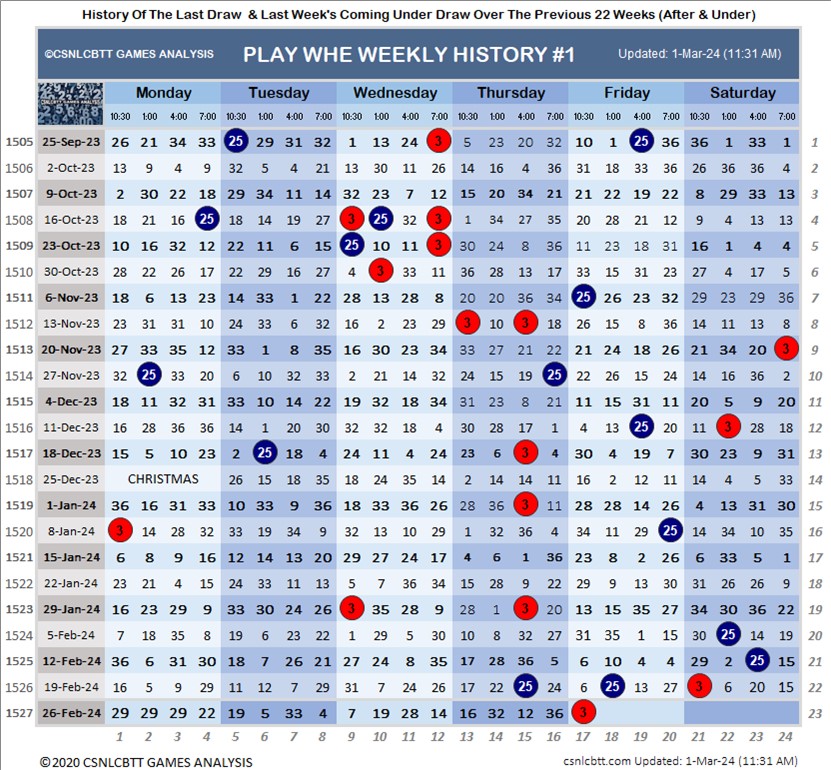 History Of The Last Draw & Last Week's Coming Under Draw Over The Previous 22 Weeks (After & Under)
©CSNLCBTT GAMES ANALYSIS PLAY WHE WEEKLY HISTORY #1 Updated: 1-Mar-24 (11:31 AM)
CSNLCBTT GAMES ANALYSIS
Monday Tuesday Wednesday Thursday Friday Saturday
10:30 1:00 4:00 7:00 10:30 1:00 4:00 8:00 10:30 1:00 4:00 7:00 10:30 1:00 4:00 7:00 10:30 1:00 4:00 7:00 10:30 1:00 4:00 7:00
1505 25-Sep-23 26 21 34 33 25 29 31 32 1 13 24 3 5 23 20 32 10 1 25 36 36 1 33 1 1
1506 2-Oct-23 13 9 4 9 32 5 4 21 13 30 11 26 14 16 4 36 31 18 33 36 26 36 36 4 2
1507 9-Oct-23 2 30 22 18 29 34 11 14 32 23 7 12 15 20 34 21 21 22 19 22 8 29 33 13 3
1508 16-Oct-23 18 21 16 25 18 14 19 27 3 25 32 3 1 34 27 35 20 28 31 12 9 4 13 13 4
1509 23-Oct-23 10 16 32 12 22 11 6 15 25 10 11 3 30 24 8 36 11 23 18 31 16 1 4 4 5
1510 30-Oct-23 28 22 26 17 22 29 16 27 4 3 33 11 36 28 13 17 33 15 31 23 27 4 17 5 6
1511 6-Nov-23 18 6 13 23 14 33 1 22 28 13 28 8 20 20 36 34 25 26 23 32 29 23 29 36 7
1512 13-Nov-23 23 31 31 10 24 33 6 32 16 2 23 29 3 10 3 18 26 15 8 36 14 11 13 8 8
1513 20-Nov-23 27 33 35 12 33 1 8 35 16 30 23 34 33 27 21 22 21 24 18 26 21 34 20 3 9
1514 27-Nov-23 32 25 33 20 6 10 2 33 2 21 14 32 24 15 19 25 22 26 15 24 14 16 36 2 10
1515 4-Dec-23 18 11 32 31 33 10 14 22 19 32 18 34 31 23 8 21 11 15 31 11 20 5 9 20 11
1516 11-Dec-23 16 28 36 36 14 1 20 30 32 32 18 4 30 28 17 1 4 13 25 20 11 3 28 18 12
1517 18-Dec-23 15 5 10 23 2 25 18 4 24 11 4 24 23 6 3 4 30 4 19 7 30 23 9 31 13
1518 25-Dec-23 CHRISTMAS 26 15 18 35 18 24 35 14 2 14 14 11 16 2 12 11 14 4 5 33 14
1519 1-Jan-24 36 16 31 33 10 33 9 36 18 33 36 26 28 36 3 11 28 28 14 26 4 13 31 30 15
1520 8-Jan-24 3 14 28 32 33 16 34 9 32 13 10 29 1 32 36 4 34 11 29 25 14 34 10 35 16
1521 15-Jan-24 6 8 9 16 12 14 13 20 29 27 24 17 4 6 1 36 23 8 2 26 6 33 5 1 17
1522 22-Jan-24 23 21 4 15 24 33 11 13 5 7 36 34 15 28 9 22 29 9 13 30 31 26 26 9 18
1523 29-Jan-24 16 23 29 9 33 30 24 26 3 35 28 9 28 1 3 20 13 15 35 27 34 30 36 22 19
1524 5-Feb-24 7 18 35 8 19 6 23 22 1 29 5 30 10 8 32 27 31 35 1 15 30 25 14 19 20
1525 12-Feb-24 36 6 31 30 18 7 26 21 27 24 8 35 17 28 36 5 6 10 4 4 29 2 23 15 21
1526 19-Feb-24 16 5 9 29 11 12 7 29 31 7 24 26 17 22 25 24 6 25 13 27 3 6 20 15 22
1527 26-Feb-24 29 29 29 22 19 5 33 4 7 19 28 14 16 32 12 36 3 23
1 2 3 4 5 6 7 8 9 10 11 12 13 14 15 16 17 18 19 20 21 22 23 24
©2020 CSNLCBTT GAMES ANALYSIS csnlcbtt.com Updated: 1-Mar-24 (11:31 AM)